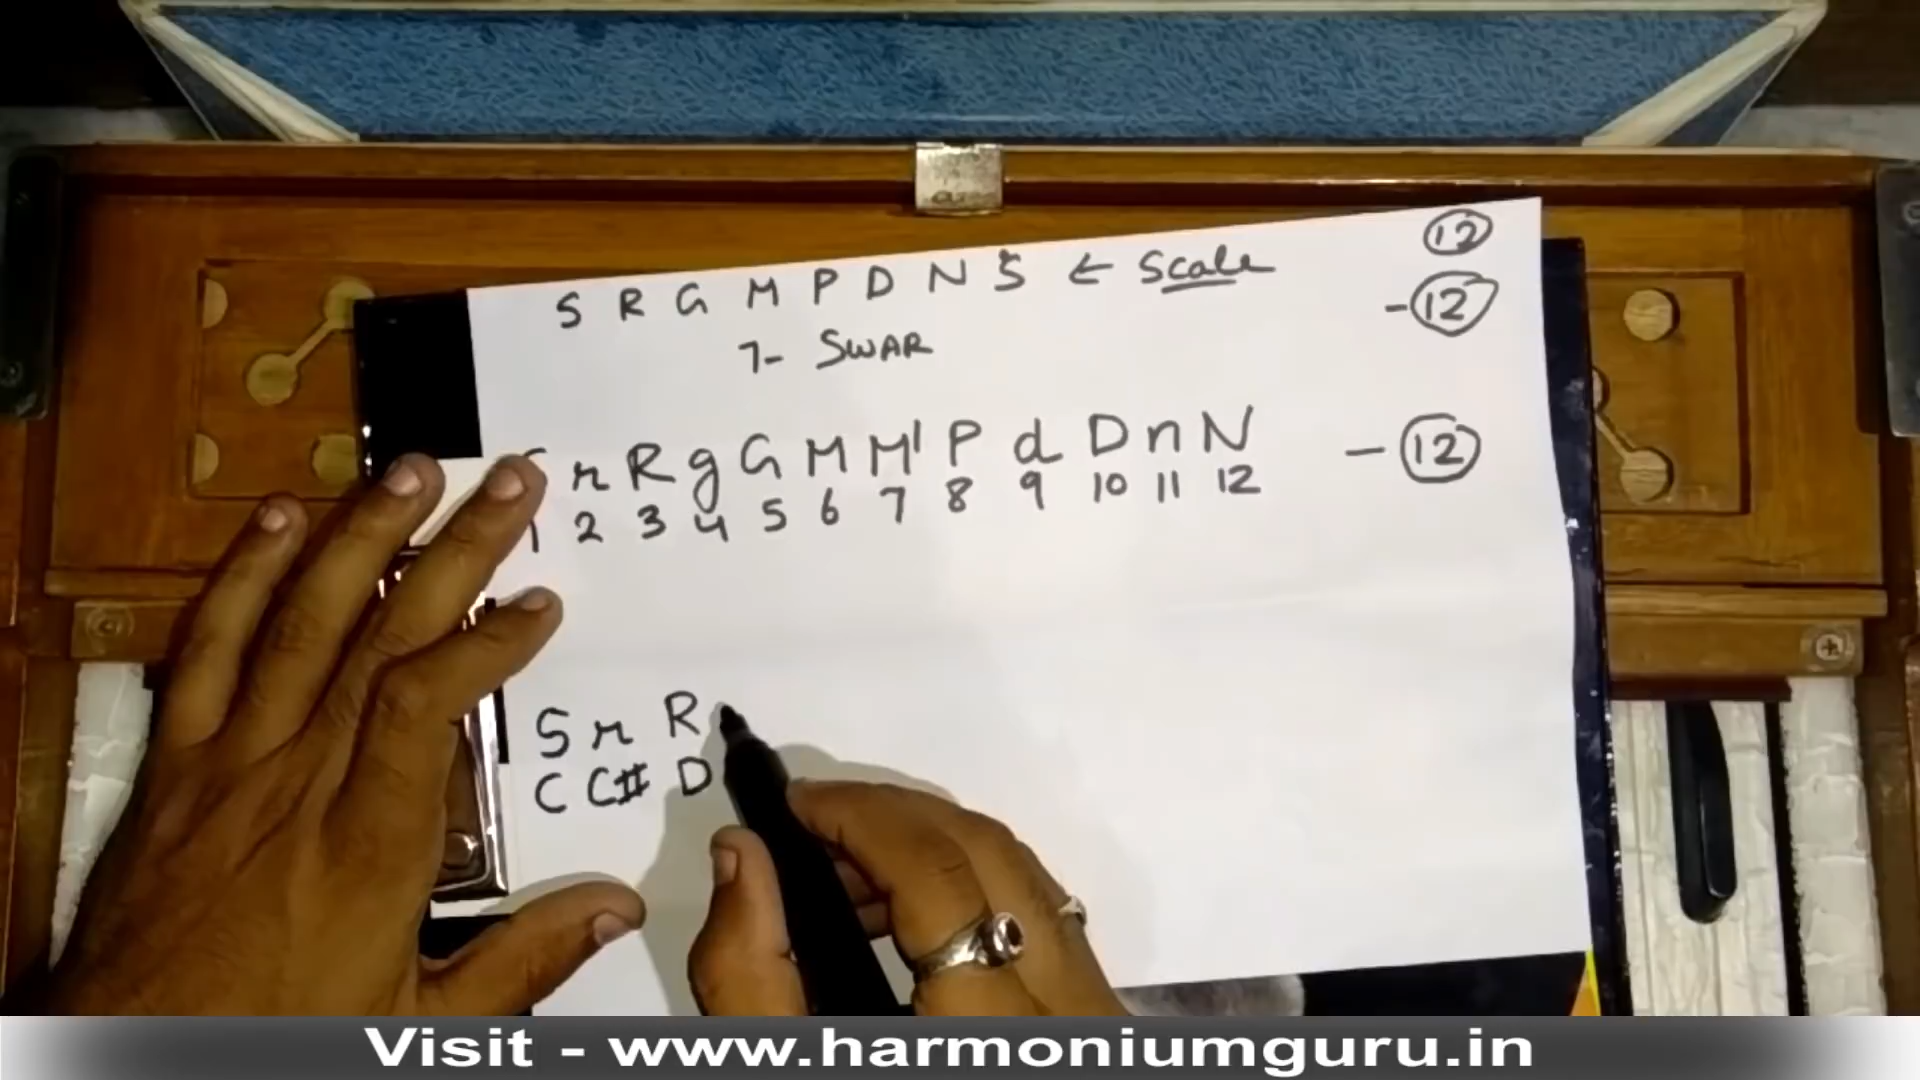 12
S R G M P D N Ṡ ← Scale
- 12
7- SWAR
r R g G M M' P d D n N - 12
1 2 3 4 5 6 7 8 9 10 11 12
S r R
C C# D
Visit - www.harmoniumguru.in